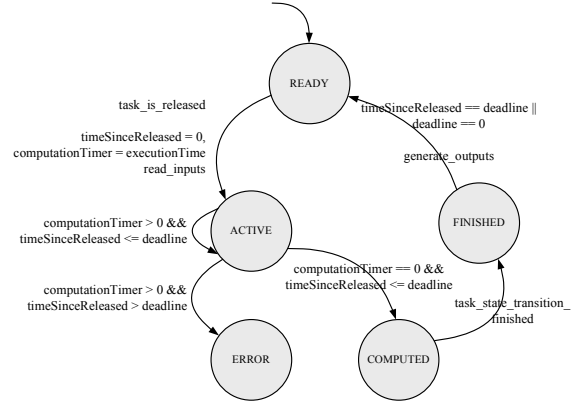 READY
task_is_released
timeSinceReleased = 0,
computationTimer = executionTime
read_inputs
timeSinceReleased == deadline ||
deadline == 0
generate_outputs
computationTimer > 0 &&
timeSinceReleased <= deadline
ACTIVE
FINISHED
computationTimer == 0 &&
timeSinceReleased <= deadline
computationTimer > 0 &&
timeSinceReleased > deadline
task_state_transition_
finished
ERROR
COMPUTED